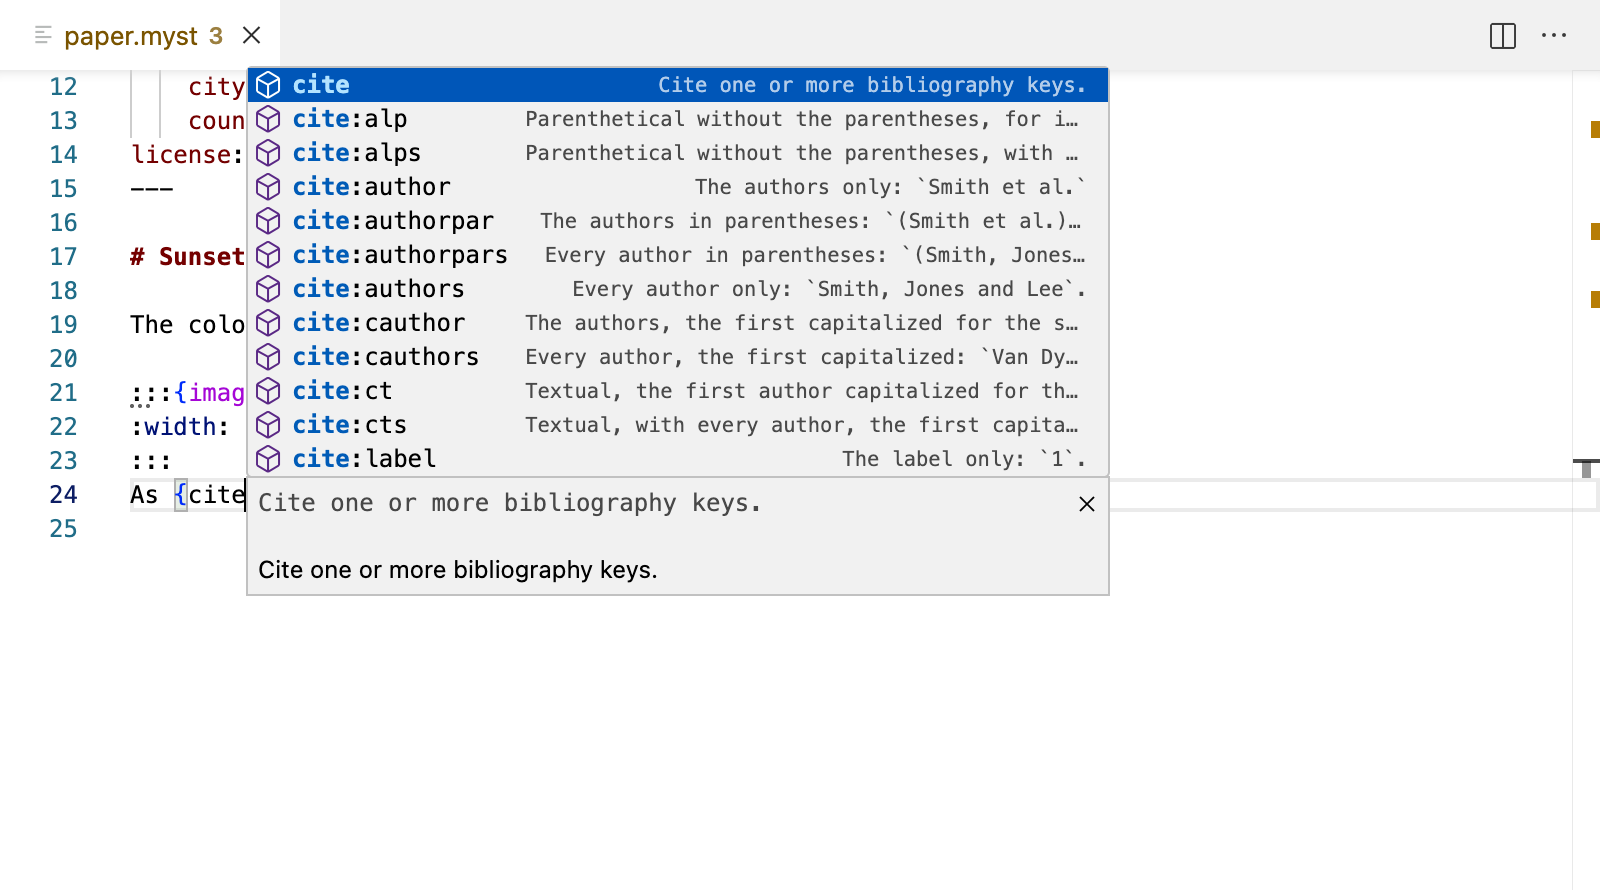 paper.myst 3
12 city
13 coun
14 license:
15 ---
16
17 # Sunset
18
19 The colo
20
21 :::{imag
22 :width:
23 :::
24 As {cite
25
cite Cite one or more bibliography keys.
cite:alp Parenthetical without the parentheses, for i…
cite:alps Parenthetical without the parentheses, with …
cite:author The authors only: `Smith et al.`
cite:authorpar The authors in parentheses: `(Smith et al.)…
cite:authorpars Every author in parentheses: `(Smith, Jones…
cite:authors Every author only: `Smith, Jones and Lee`.
cite:cauthor The authors, the first capitalized for the s…
cite:cauthors Every author, the first capitalized: `Van Dy…
cite:ct Textual, the first author capitalized for th…
cite:cts Textual, with every author, the first capita…
cite:label The label only: `1`.
Cite one or more bibliography keys.
Cite one or more bibliography keys.